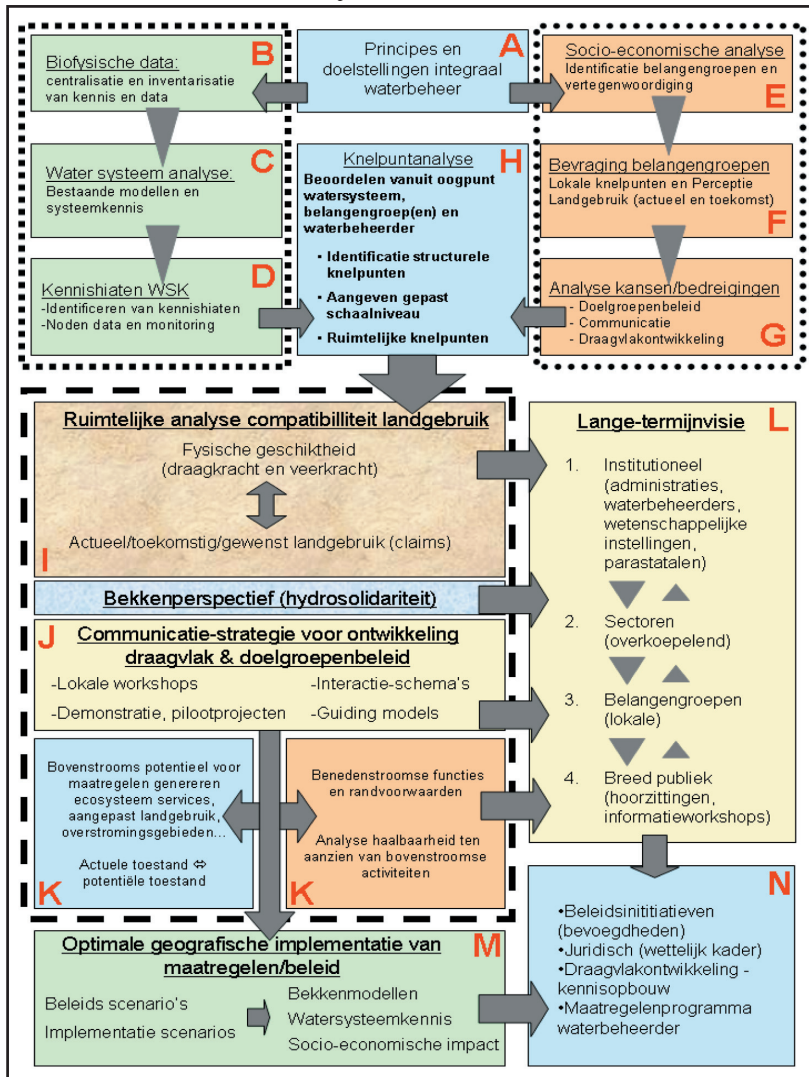 B
Biofysische data:
centralisatie en inventarisatie
van kennis en data
A
Principes en
doelstellingen integraal
waterbeheer
Socio-economische analyse
Identificatie belangengroepen en
vertegenwoordiging
E
C
Water systeem analyse:
Bestaande modellen en
systeemkennis
H
Knelpuntanalyse
Beoordelen vanuit oogpunt
watersysteem,
belangengroep(en) en
waterbeheerder
▪ Identificatie structurele
knelpunten
▪ Aangeven gepast
schaalniveau
▪ Ruimtelijke knelpunten
Bevraging belangengroepen
Lokale knelpunten en Perceptie
Landgebruik (actueel en toekomst)
F
D
Kennishiaten WSK
-Identificeren van kennishiaten
-Noden data en monitoring
Analyse kansen/bedreigingen
- Doelgroepenbeleid
- Communicatie
- Draagvlakontwikkeling
G
Ruimtelijke analyse compatibilliteit landgebruik
Fysische geschiktheid
(draagkracht en veerkracht)
Actueel/toekomstig/gewenst landgebruik (claims)
I
Bekkenperspectief (hydrosolidariteit)
J
Communicatie-strategie voor ontwikkeling
draagvlak & doelgroepenbeleid
-Lokale workshops -Interactie-schema's
-Demonstratie, pilootprojecten -Guiding models
Bovenstrooms potentieel voor
maatregelen genereren
ecosysteem services,
aangepast landgebruik,
overstromingsgebieden...
Actuele toestand ⇔
potentiële toestand
K
Benedenstroomse functies
en randvoorwaarden
Analyse haalbaarheid ten
aanzien van bovenstroomse
activiteiten
K
Lange-termijnvisie
L
1. Institutioneel
(administraties,
waterbeheerders,
wetenschappelijke
instellingen,
parastatalen)
2. Sectoren
(overkoepelend)
3. Belangengroepen
(lokale)
4. Breed publiek
(hoorzittingen,
informatieworkshops)
M
Optimale geografische implementatie van
maatregelen/beleid
Beleids scenario's
Implementatie scenarios
Bekkenmodellen
Watersysteemkennis
Socio-economische impact
N
•Beleidsinititiatieven
(bevoegdheden)
•Juridisch (wettelijk kader)
•Draagvlakontwikkeling -
kennisopbouw
•Maatregelenprogramma
waterbeheerder